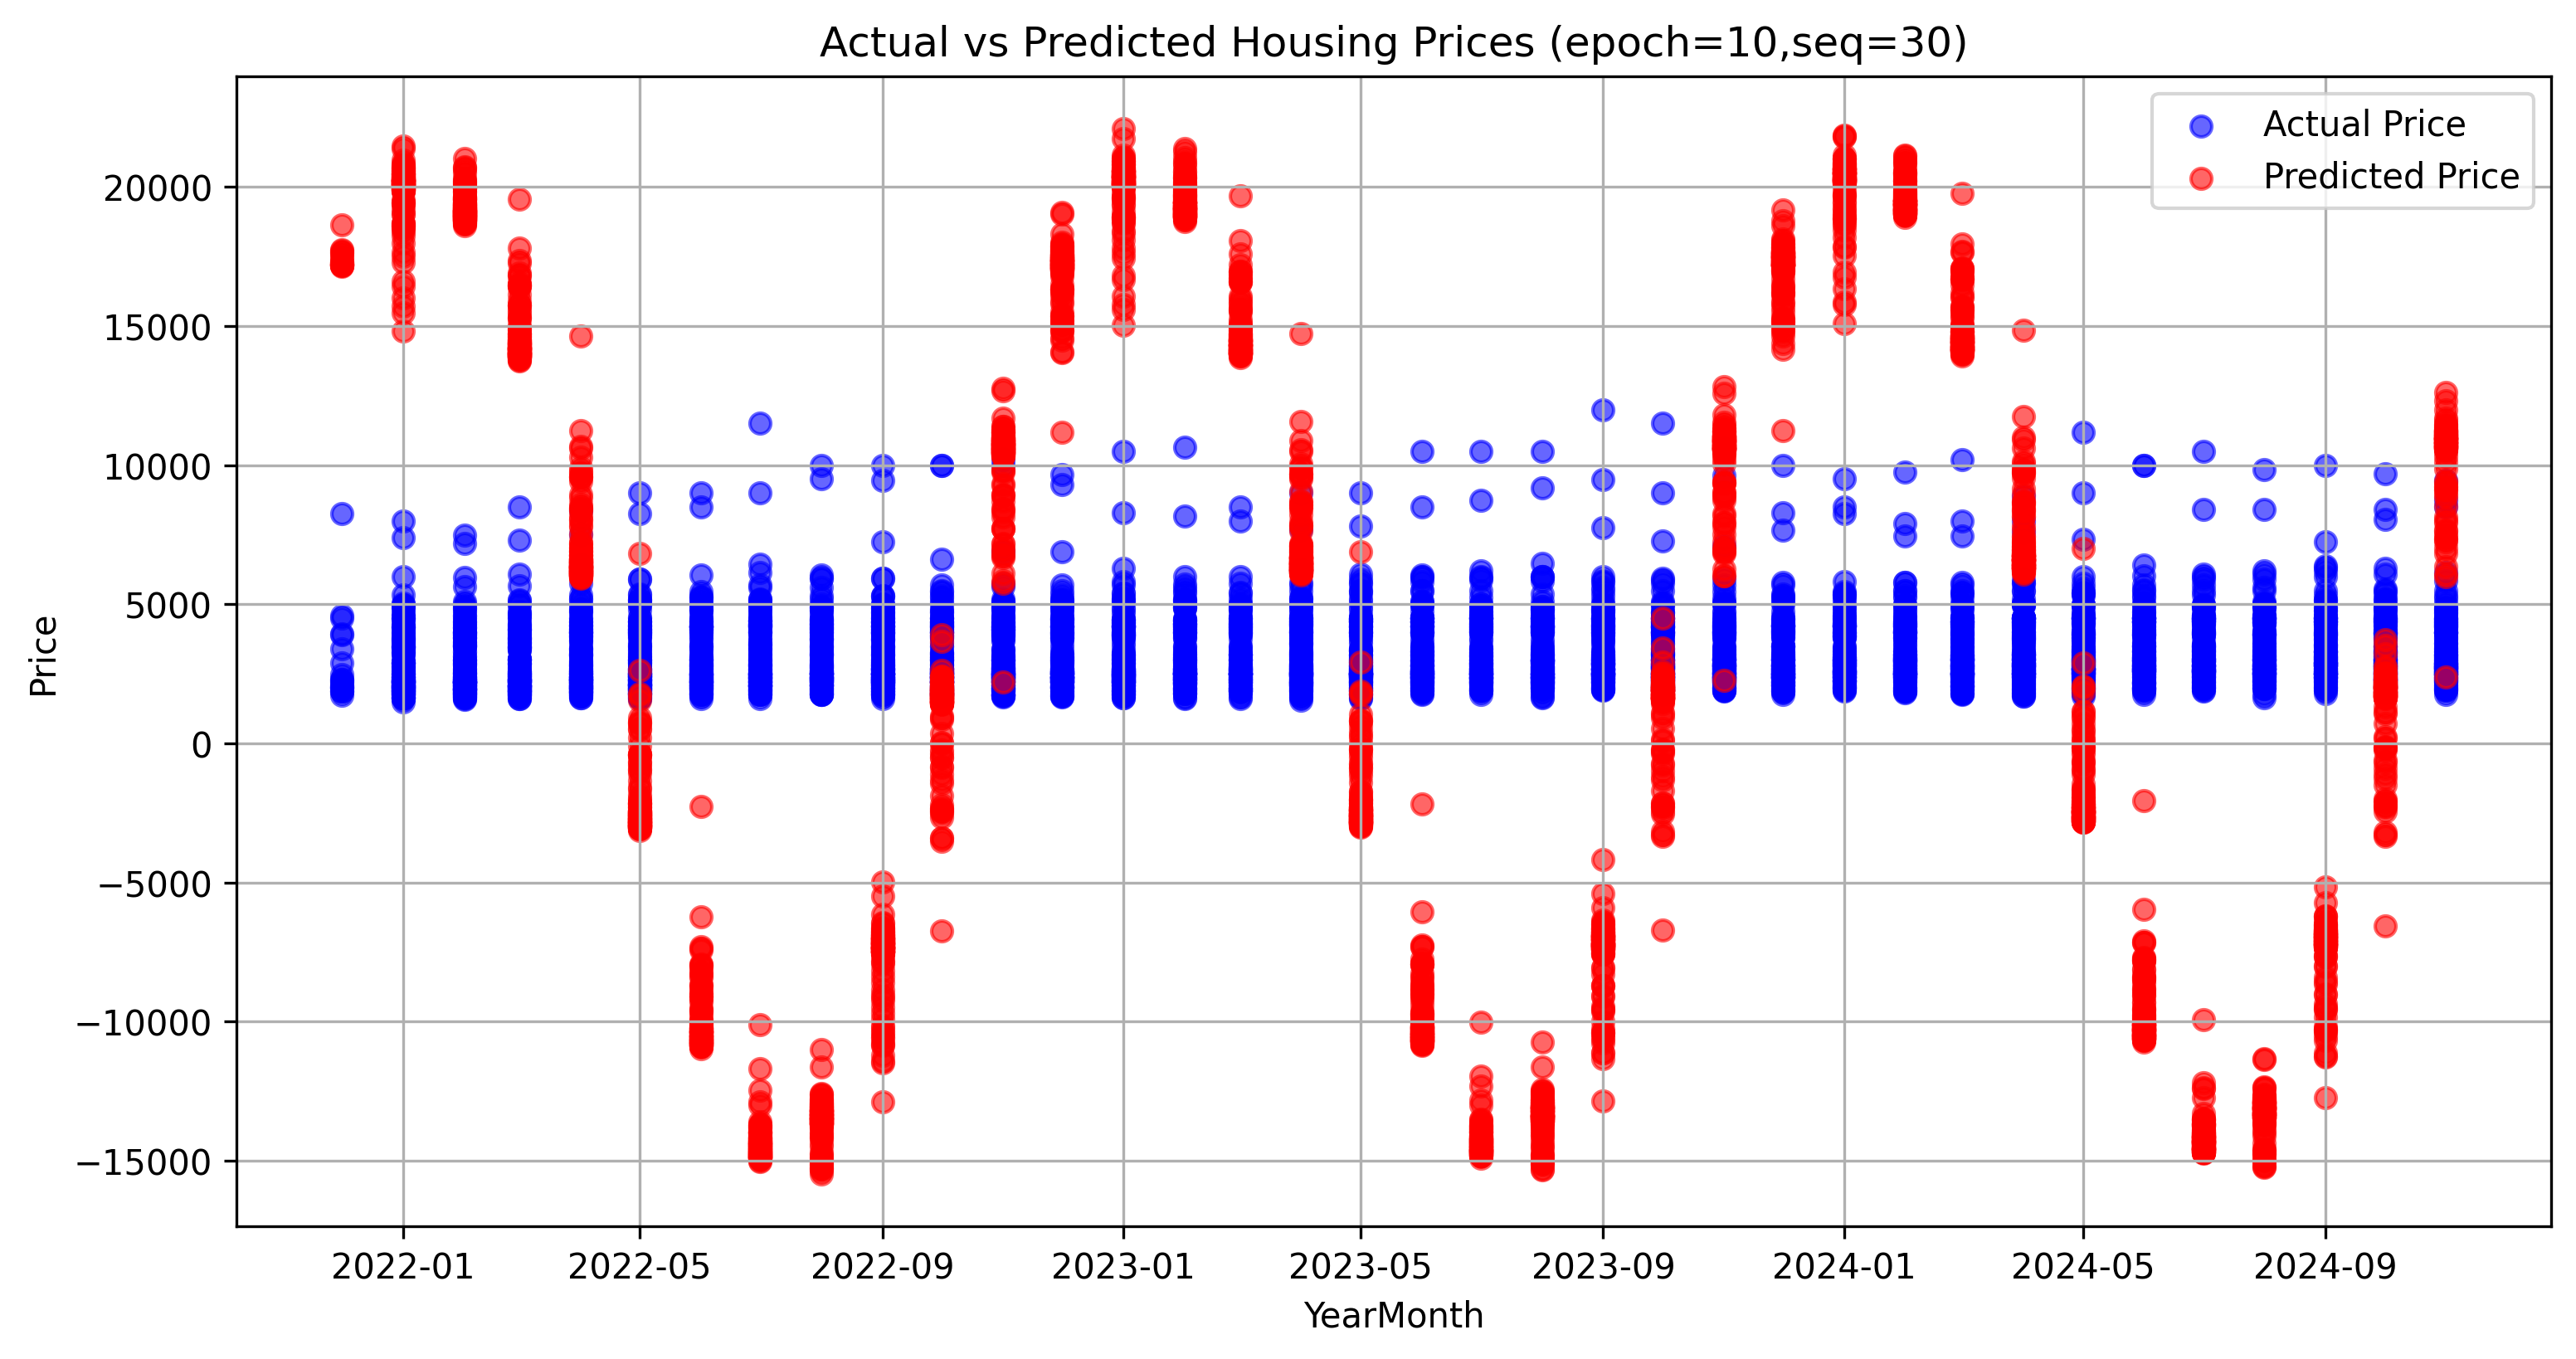 Actual vs Predicted Housing Prices (epoch=10,seq=30)
Actual Price
Predicted Price
Price
20000
15000
10000
5000
0
−5000
−10000
−15000
2022-01 2022-05 2022-09 2023-01 2023-05 2023-09 2024-01 2024-05 2024-09
YearMonth